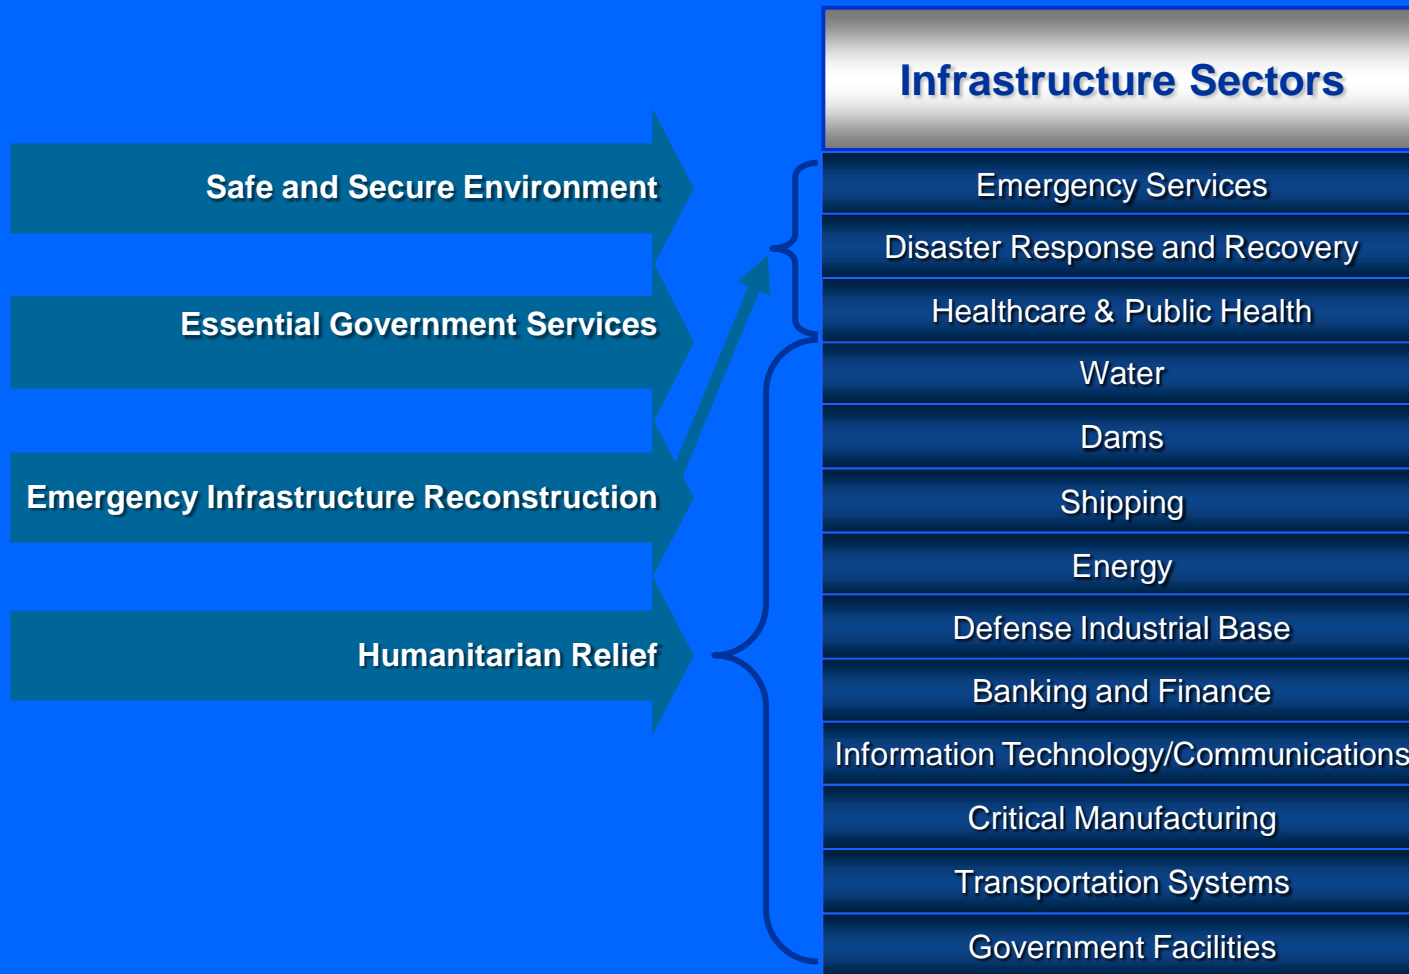 Infrastructure Sectors
Safe and Secure Environment
Essential Government Services
Emergency Infrastructure Reconstruction
Humanitarian Relief
Emergency Services
Disaster Response and Recovery
Healthcare & Public Health
Water
Dams
Shipping
Energy
Defense Industrial Base
Banking and Finance
Information Technology/Communications
Critical Manufacturing
Transportation Systems
Government Facilities